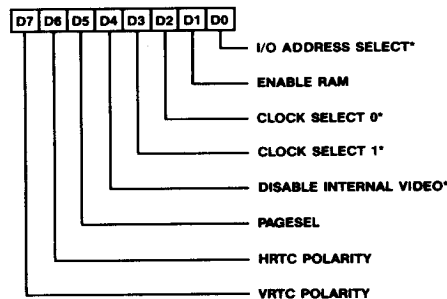 D7 D6 D5 D4 D3 D2 D1 D0
I/O ADDRESS SELECT*
ENABLE RAM
CLOCK SELECT 0*
CLOCK SELECT 1*
DISABLE INTERNAL VIDEO*
PAGESEL
HRTC POLARITY
VRTC POLARITY